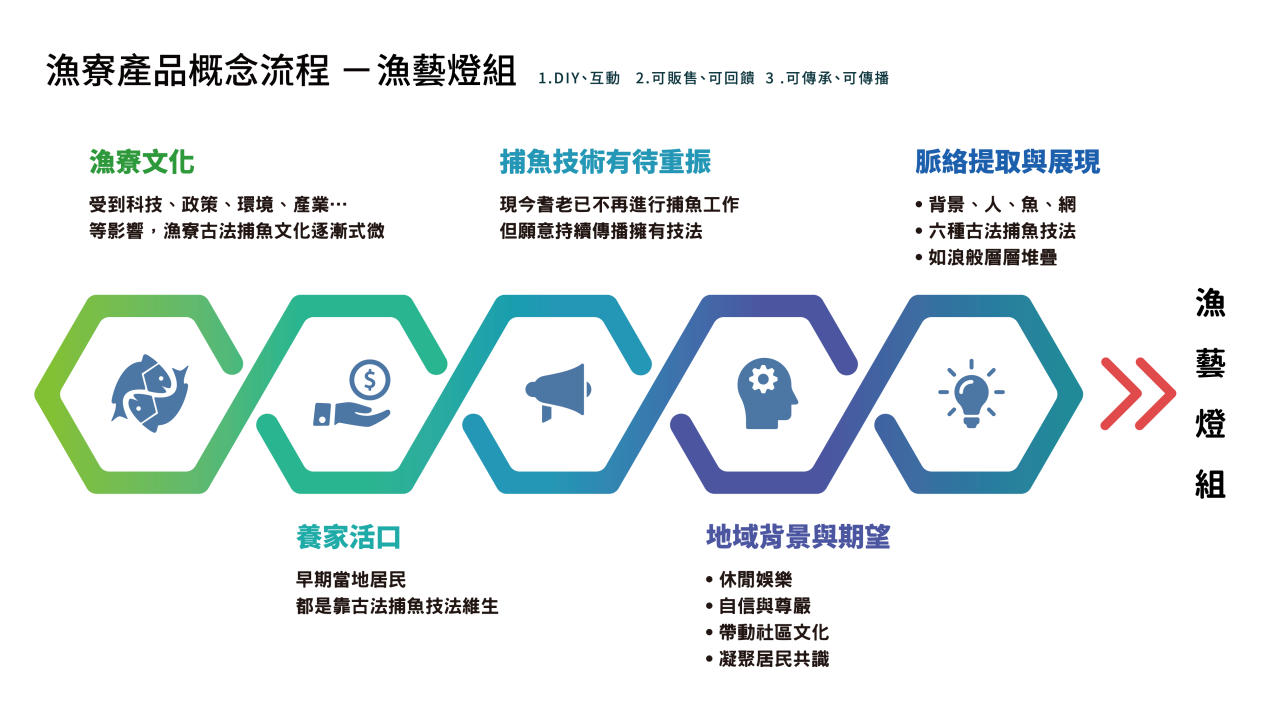 漁寮產品概念流程 － 漁藝燈組 1.DIY、互動 2.可販售、可回饋 3 .可傳承、可傳播
漁寮文化
受到科技、政策、環境、產業…
等影響，漁寮古法捕魚文化逐漸式微
捕魚技術有待重振
現今耆老已不再進行捕魚工作
但願意持續傳播擁有技法
脈絡提取與展現
• 背景、人、魚、網
• 六種古法捕魚技法
• 如浪般層層堆疊
漁
藝
燈
組
$
養家活口
早期當地居民
都是靠古法捕魚技法維生
地域背景與期望
• 休閒娛樂
• 自信與尊嚴
• 帶動社區文化
• 凝聚居民共識